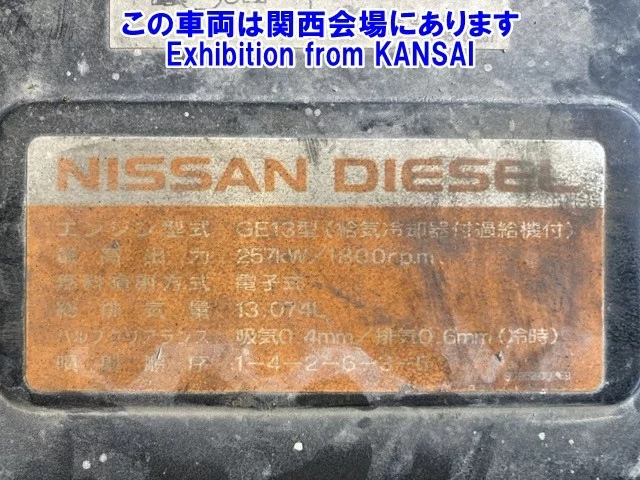 この車両は関西会場にあります
Exhibition from KANSAI
NISSAN DIESEL
エンジン型式 GE13型(給気冷却器付過給機付)
最高出力 257kW/1800rpm
燃料噴射方式 電子式
総排気量 13.074L
バルブクリアランス 吸気0.4mm/排気0.6mm(冷時)
噴射順序 1-4-2-6-3-5